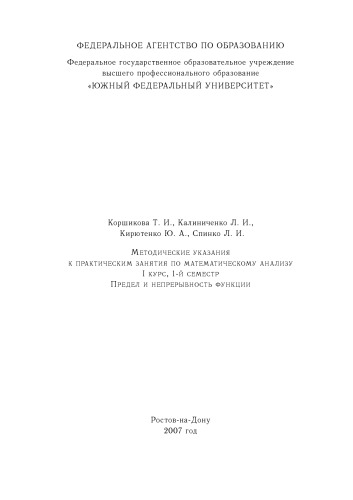 ФЕДЕРАЛЬНОЕ АГЕНТСТВО ПО ОБРАЗОВАНИЮ
Федеральное государственное образовательное учреждение
высшего профессионального образование
«ЮЖНЫЙ ФЕДЕРАЛЬНЫЙ УНИВЕРСИТЕТ»
Коршикова Т. И., Калиниченко Л. И.,
Кирютенко Ю. А., Спинко Л. И.
Методические указания
к практическим занятия по математическому анализу
I курс, 1-й семестр
Предел и непрерывность функции
Ростов-на-Дону
2007 год